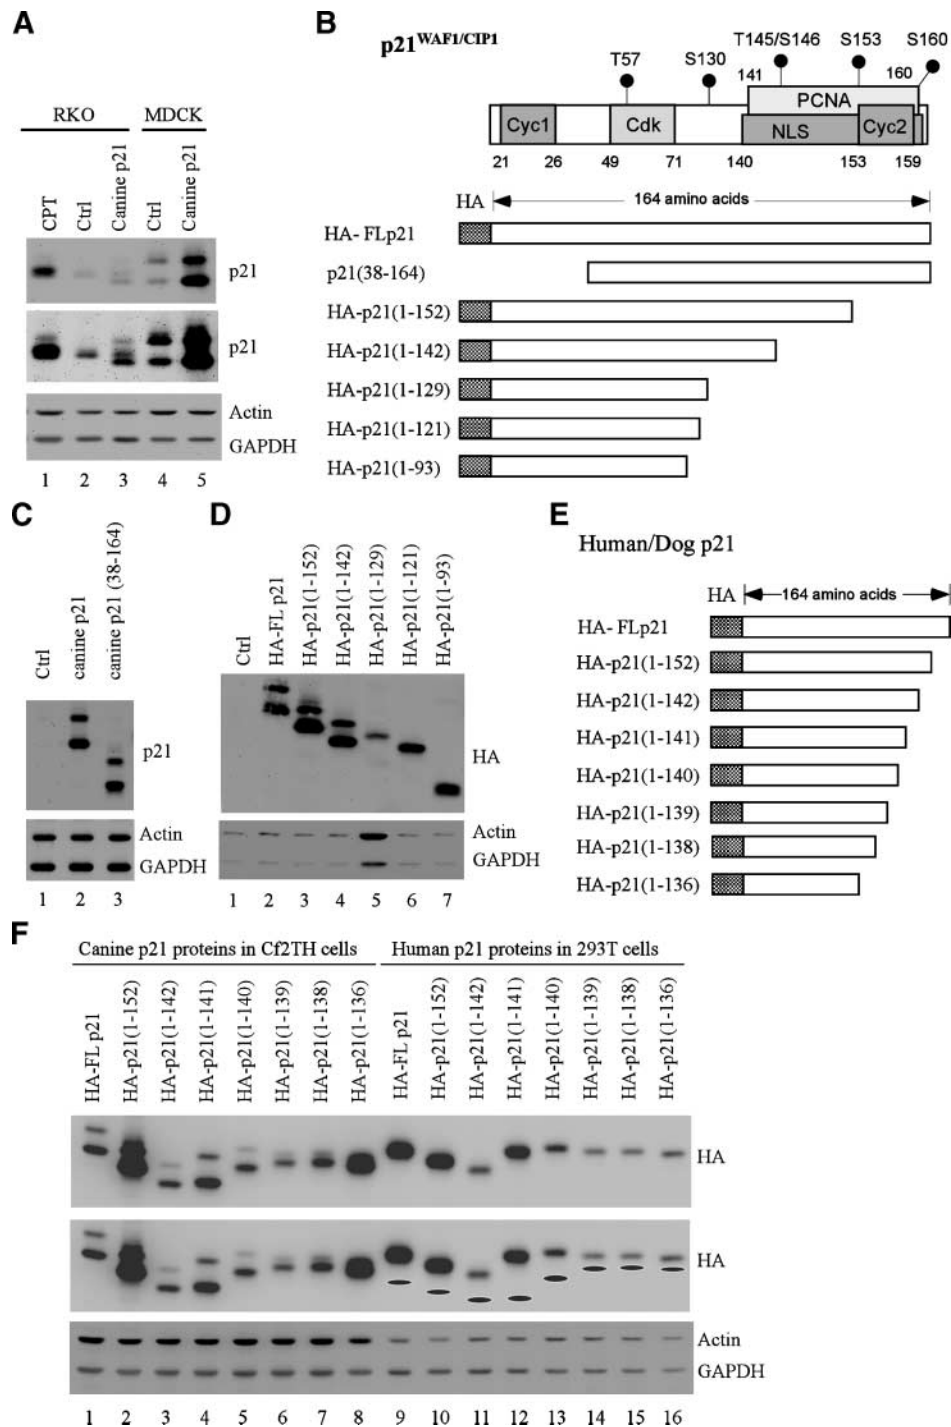 A
RKO MDCK
CPT
Ctrl
Canine p21
Ctrl
Canine p21
p21
p21
Actin
GAPDH
1 2 3 4 5
B
p21WAF1/CIP1
T57 S130 T145/S146 S153 S160
141 160
PCNA
Cyc1 Cdk NLS Cyc2
21 26 49 71 140 153 159
HA 164 amino acids
HA- FLp21
p21(38-164)
HA-p21(1-152)
HA-p21(1-142)
HA-p21(1-129)
HA-p21(1-121)
HA-p21(1-93)
C
Ctrl
canine p21
canine p21 (38-164)
p21
Actin
GAPDH
1 2 3
D
Ctrl
HA-FL p21
HA-p21(1-152)
HA-p21(1-142)
HA-p21(1-129)
HA-p21(1-121)
HA-p21(1-93)
HA
Actin
GAPDH
1 2 3 4 5 6 7
E
Human/Dog p21
HA 164 amino acids
HA- FLp21
HA-p21(1-152)
HA-p21(1-142)
HA-p21(1-141)
HA-p21(1-140)
HA-p21(1-139)
HA-p21(1-138)
HA-p21(1-136)
F
Canine p21 proteins in Cf2TH cells Human p21 proteins in 293T cells
HA-FL p21
HA-p21(1-152)
HA-p21(1-142)
HA-p21(1-141)
HA-p21(1-140)
HA-p21(1-139)
HA-p21(1-138)
HA-p21(1-136)
HA-FL p21
HA-p21(1-152)
HA-p21(1-142)
HA-p21(1-141)
HA-p21(1-140)
HA-p21(1-139)
HA-p21(1-138)
HA-p21(1-136)
HA
HA
Actin
GAPDH
1 2 3 4 5 6 7 8 9 10 11 12 13 14 15 16